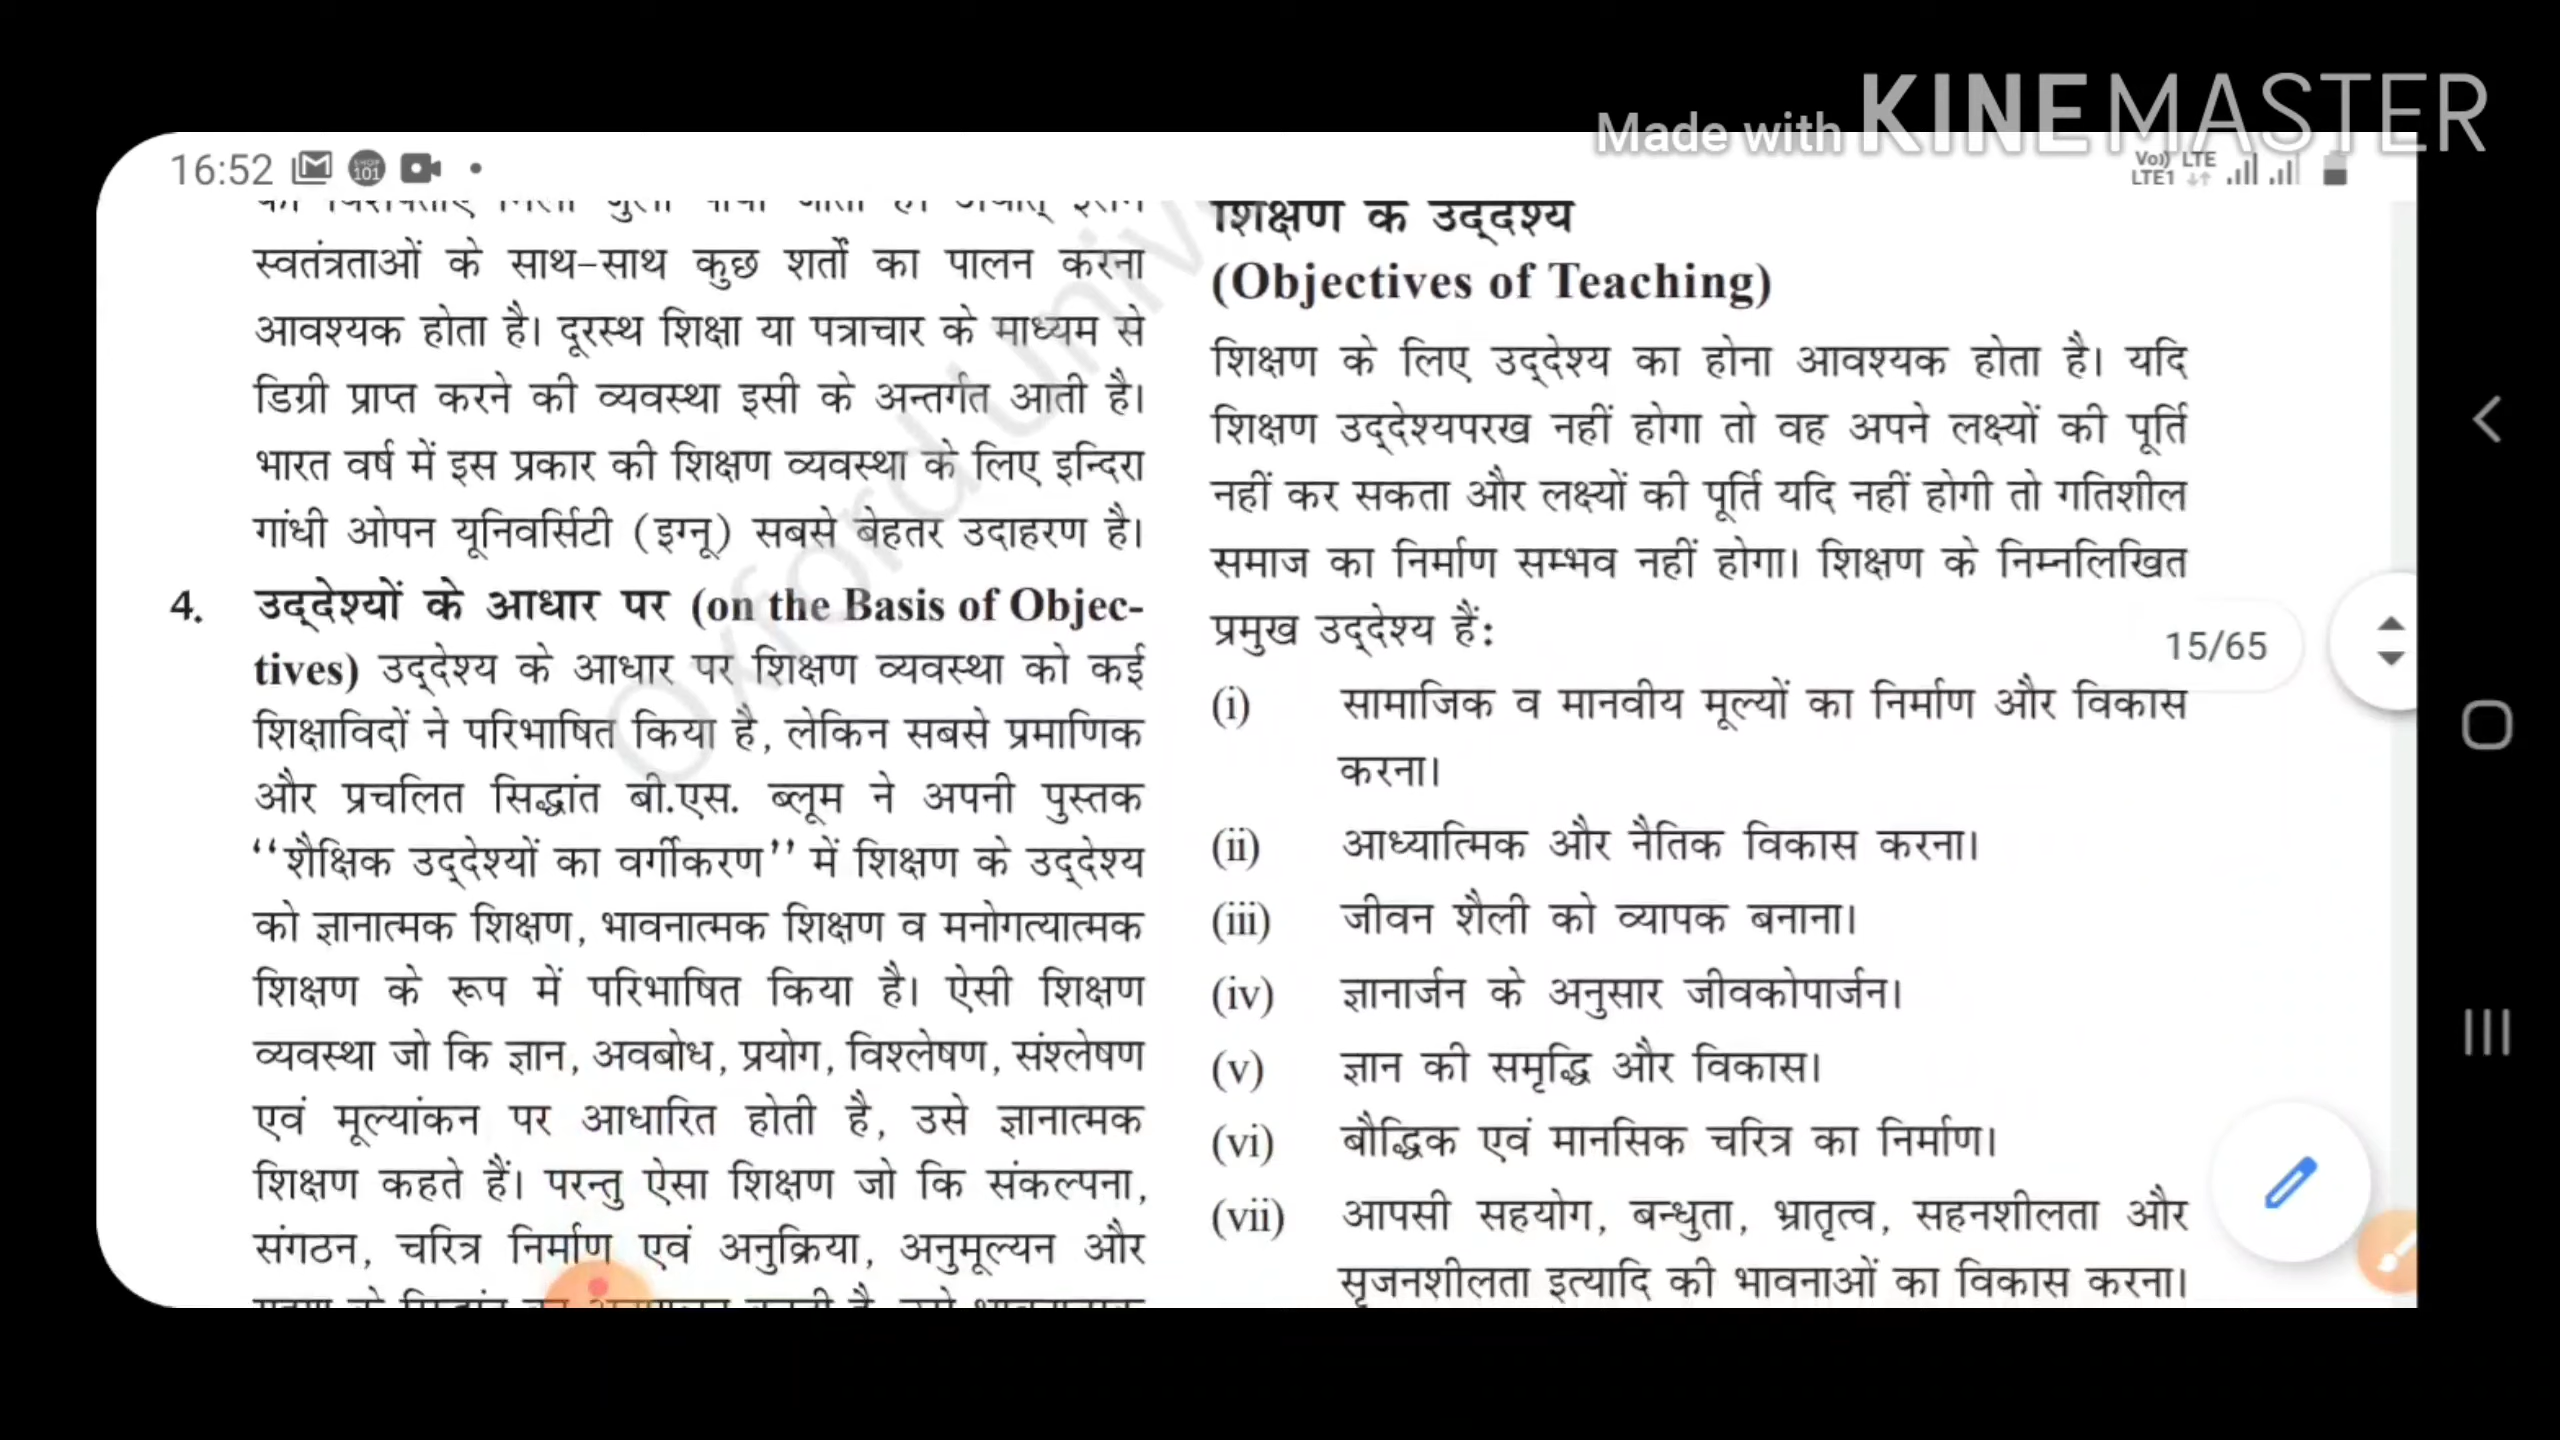 Made with KINEMASTER
16:52
SHOP 101
Vo)) LTE
LTE1
स्वतंत्रताओं के साथ-साथ कुछ शर्तों का पालन करना
आवश्यक होता है। दूरस्थ शिक्षा या पत्राचार के माध्यम से
डिग्री प्राप्त करने की व्यवस्था इसी के अन्तर्गत आती है।
भारत वर्ष में इस प्रकार की शिक्षण व्यवस्था के लिए इन्दिरा
गांधी ओपन यूनिवर्सिटी (इग्नू) सबसे बेहतर उदाहरण है।
4. उद्देश्यों के आधार पर (on the Basis of Objec-
tives) उद्देश्य के आधार पर शिक्षण व्यवस्था को कई
शिक्षाविदों ने परिभाषित किया है, लेकिन सबसे प्रमाणिक
और प्रचलित सिद्धांत बी.एस. ब्लूम ने अपनी पुस्तक
‘‘शैक्षिक उद्देश्यों का वर्गीकरण’’ में शिक्षण के उद्देश्य
को ज्ञानात्मक शिक्षण, भावनात्मक शिक्षण व मनोगत्यात्मक
शिक्षण के रूप में परिभाषित किया है। ऐसी शिक्षण
व्यवस्था जो कि ज्ञान, अवबोध, प्रयोग, विश्लेषण, संश्लेषण
एवं मूल्यांकन पर आधारित होती है, उसे ज्ञानात्मक
शिक्षण कहते हैं। परन्तु ऐसा शिक्षण जो कि संकल्पना,
संगठन, चरित्र निर्माण एवं अनुक्रिया, अनुमूल्यन और
शिक्षण के उद्देश्य
(Objectives of Teaching)
शिक्षण के लिए उद्देश्य का होना आवश्यक होता है। यदि
शिक्षण उद्देश्यपरख नहीं होगा तो वह अपने लक्ष्यों की पूर्ति
नहीं कर सकता और लक्ष्यों की पूर्ति यदि नहीं होगी तो गतिशील
समाज का निर्माण सम्भव नहीं होगा। शिक्षण के निम्नलिखित
प्रमुख उद्देश्य हैं:
15/65
(i) सामाजिक व मानवीय मूल्यों का निर्माण और विकास
करना।
(ii) आध्यात्मिक और नैतिक विकास करना।
(iii) जीवन शैली को व्यापक बनाना।
(iv) ज्ञानार्जन के अनुसार जीवकोपार्जन।
(v) ज्ञान की समृद्धि और विकास।
(vi) बौद्धिक एवं मानसिक चरित्र का निर्माण।
(vii) आपसी सहयोग, बन्धुता, भ्रातृत्व, सहनशीलता और
सृजनशीलता इत्यादि की भावनाओं का विकास करना।
Oxford Univ